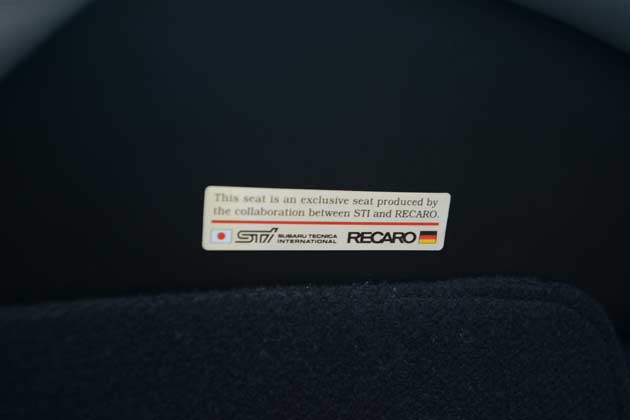 This seat is an exclusive seat produced by
the collaboration between STI and RECARO.
STI SUBARU TECNICA INTERNATIONAL RECARO